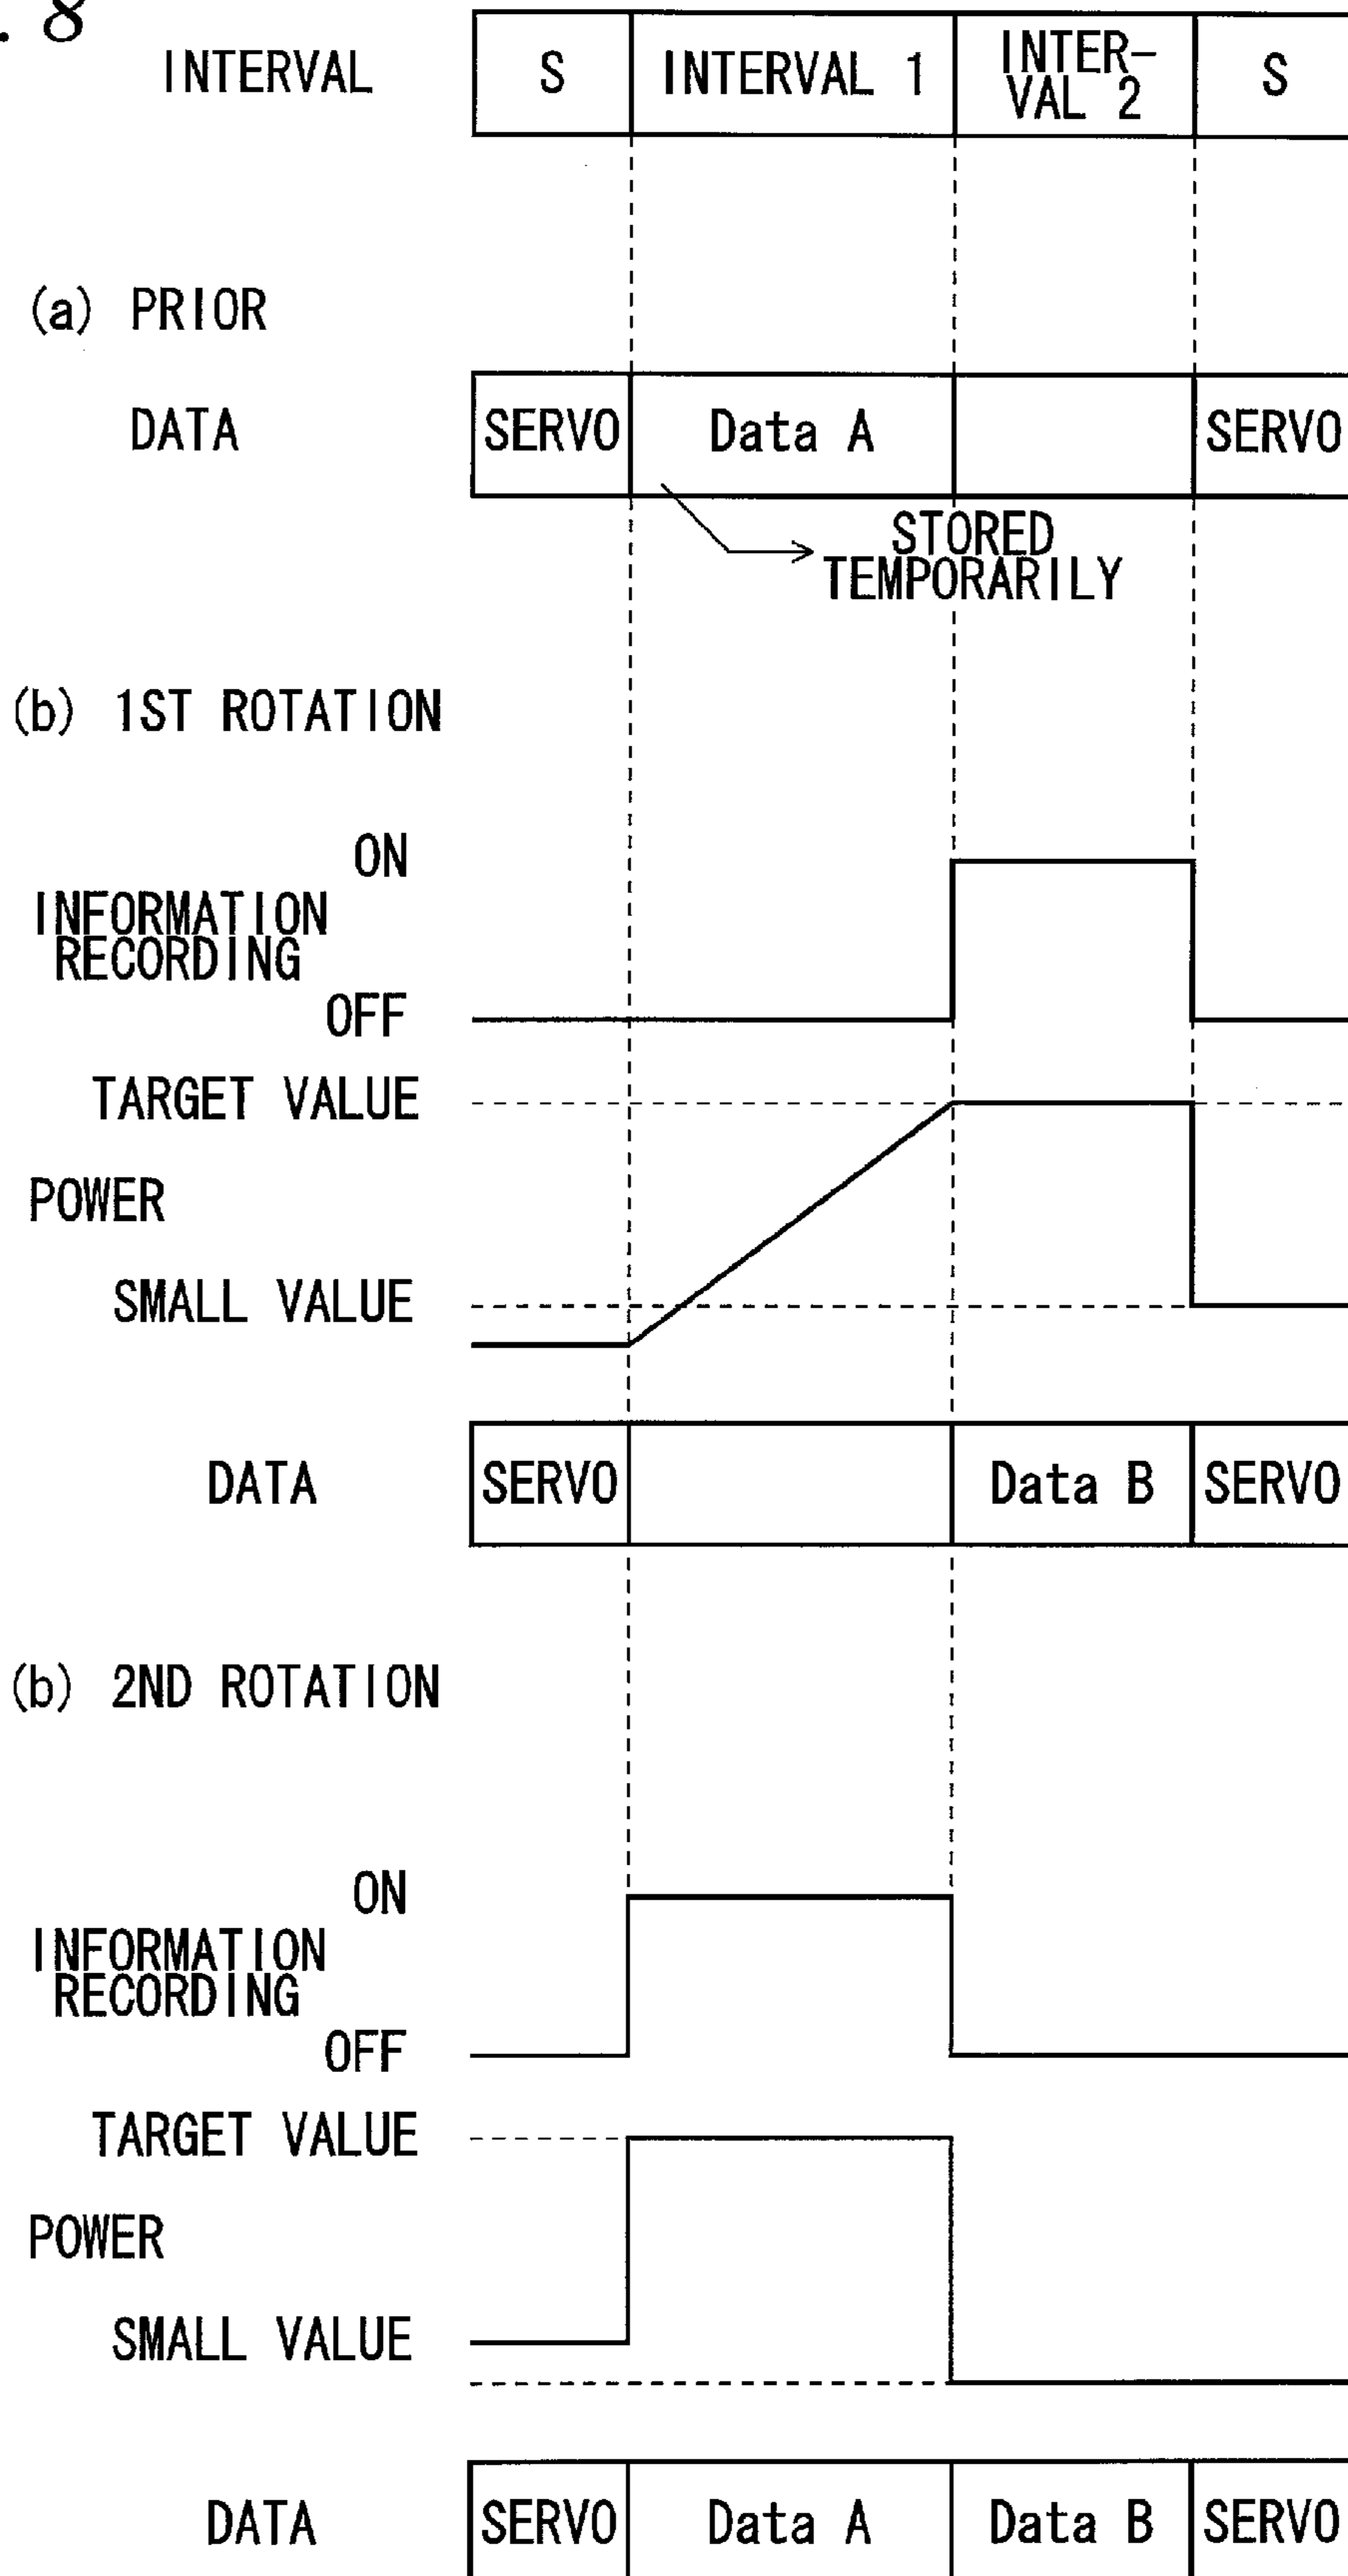 . 8
INTERVAL S INTERVAL 1 INTER-
VAL 2 S
(a) PRIOR
DATA SERVO Data A SERVO
STORED
TEMPORARILY
(b) 1ST ROTATION
ON
INFORMATION
RECORDING
OFF
TARGET VALUE
POWER
SMALL VALUE
DATA SERVO Data B SERVO
(b) 2ND ROTATION
ON
INFORMATION
RECORDING
OFF
TARGET VALUE
POWER
SMALL VALUE
DATA SERVO Data A Data B SERVO